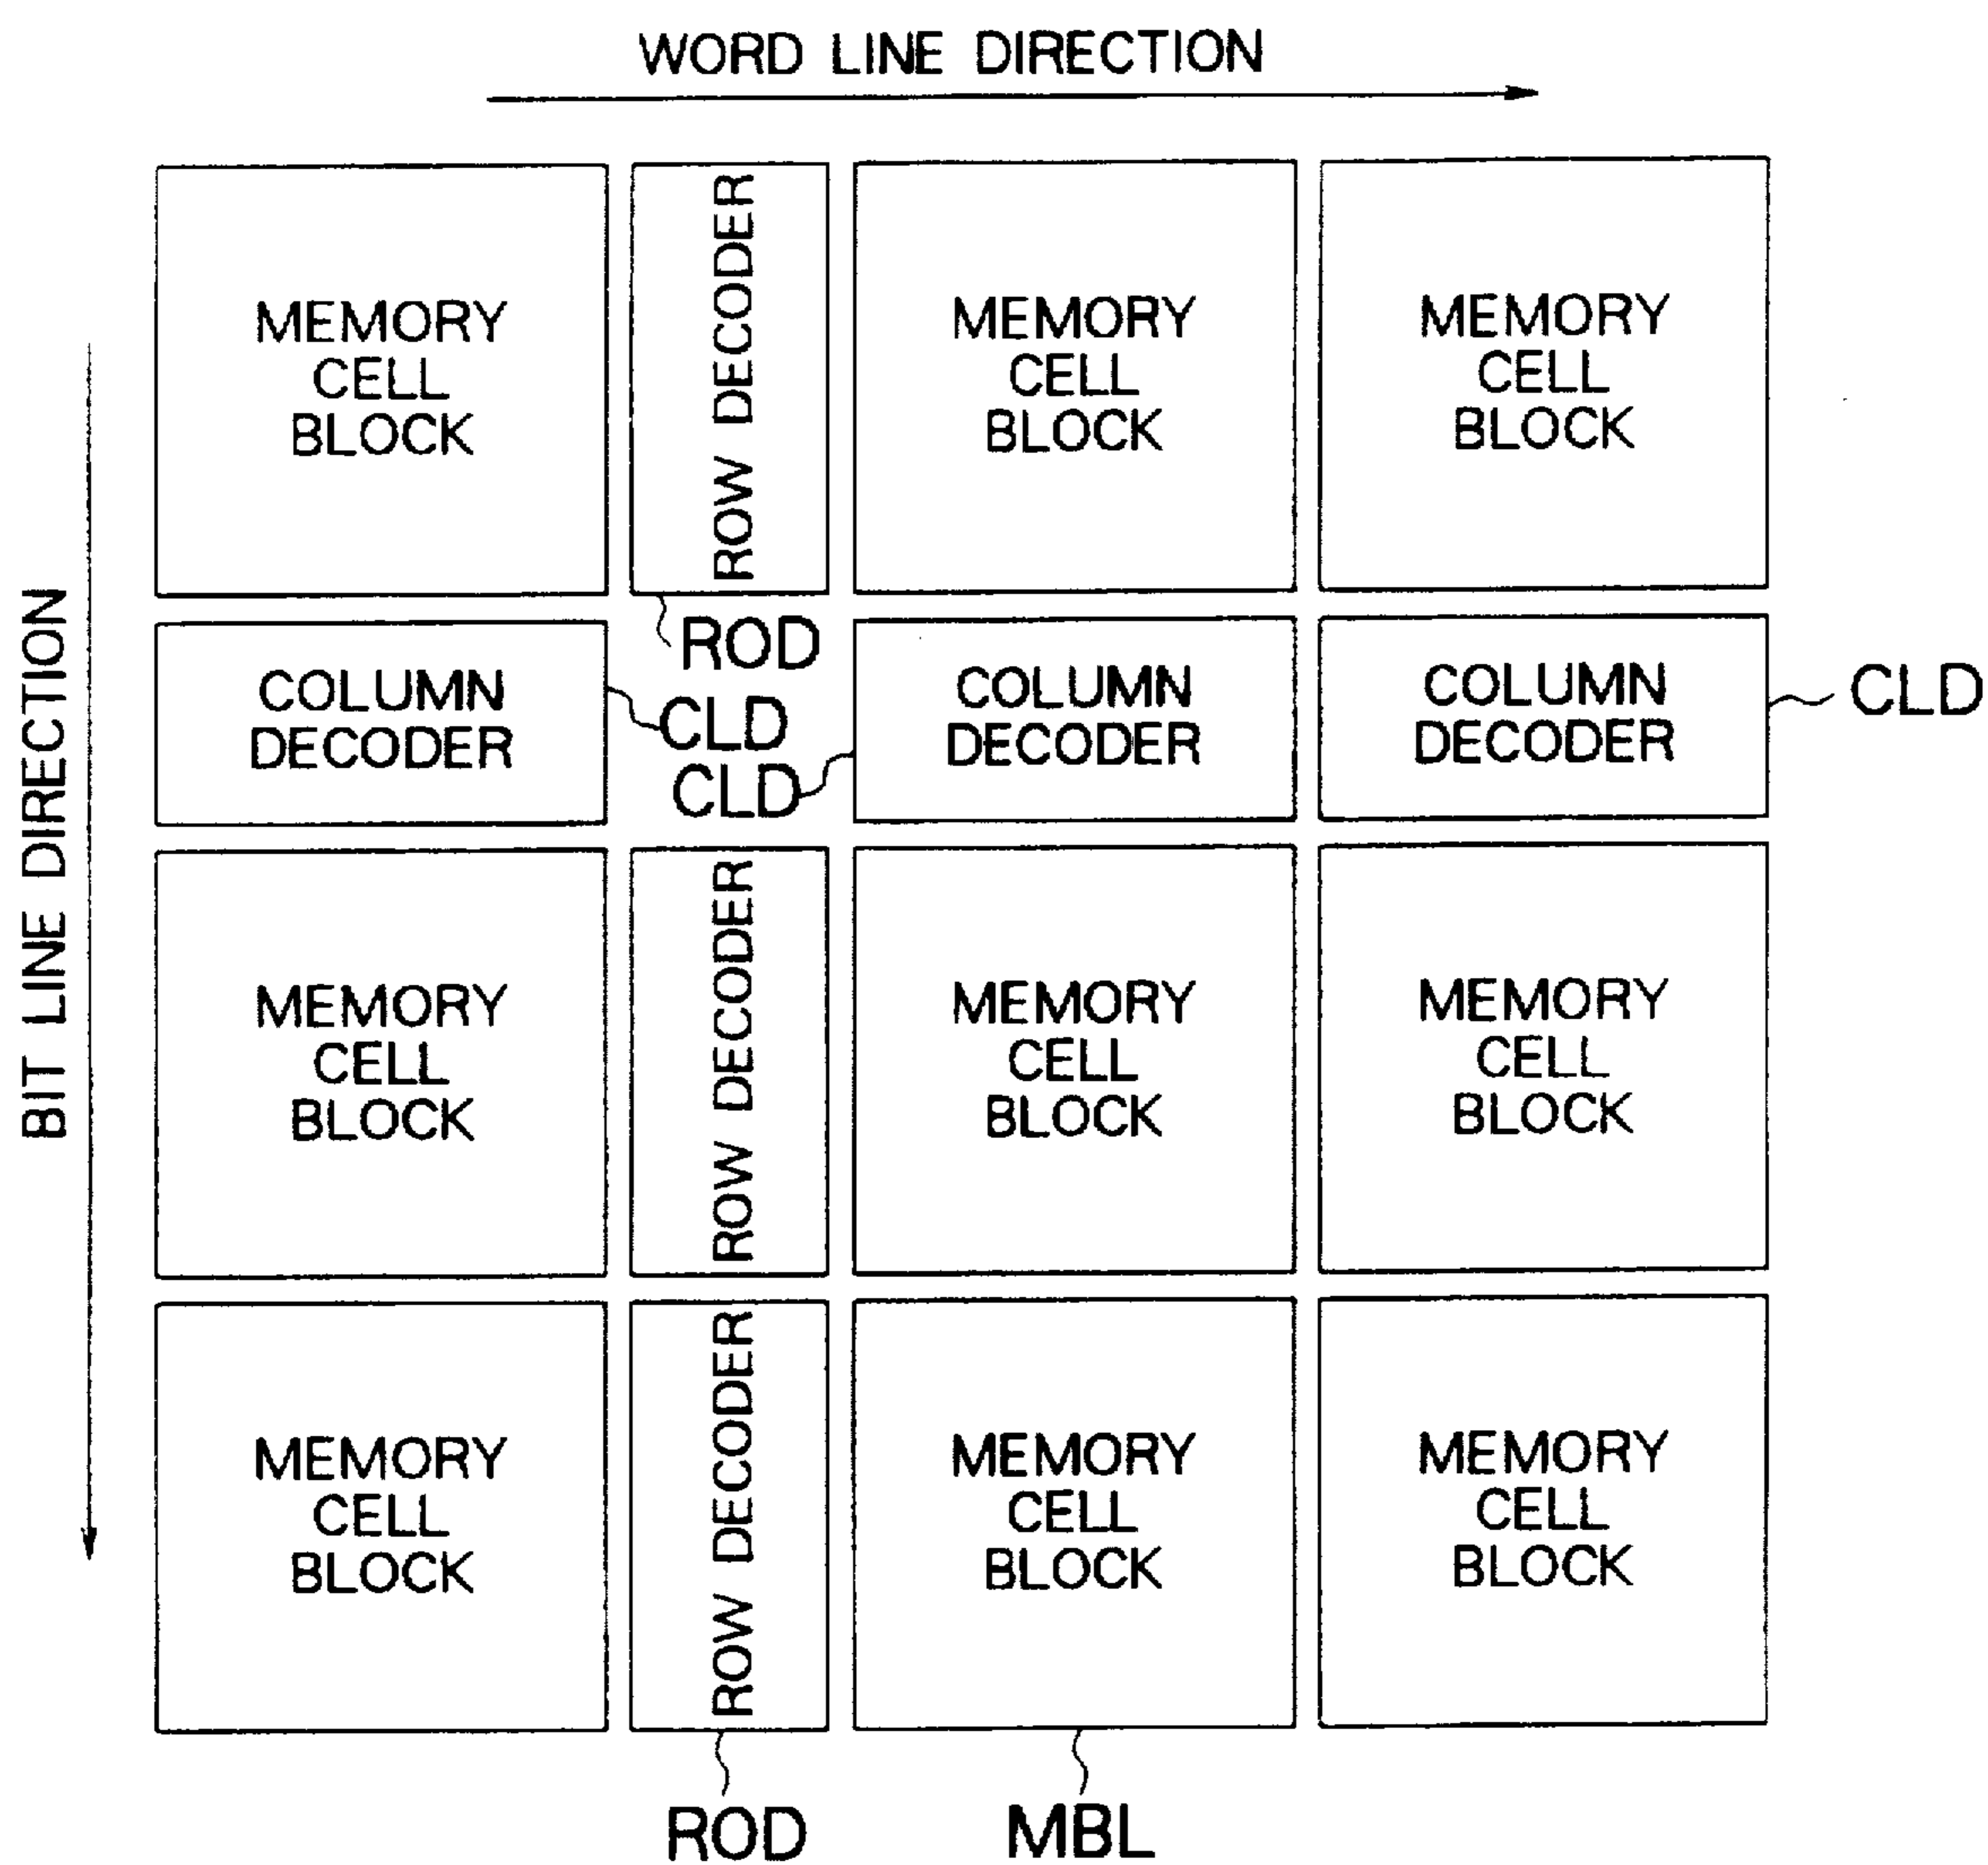 WORD LINE DIRECTION
BIT LINE DIRECTION
MEMORY
CELL
BLOCK
ROW DECODER
MEMORY
CELL
BLOCK
MEMORY
CELL
BLOCK
ROD
COLUMN
DECODER
CLD
CLD
COLUMN
DECODER
COLUMN
DECODER
CLD
MEMORY
CELL
BLOCK
ROW DECODER
MEMORY
CELL
BLOCK
MEMORY
CELL
BLOCK
MEMORY
CELL
BLOCK
ROW DECODER
MEMORY
CELL
BLOCK
MEMORY
CELL
BLOCK
ROD
MBL